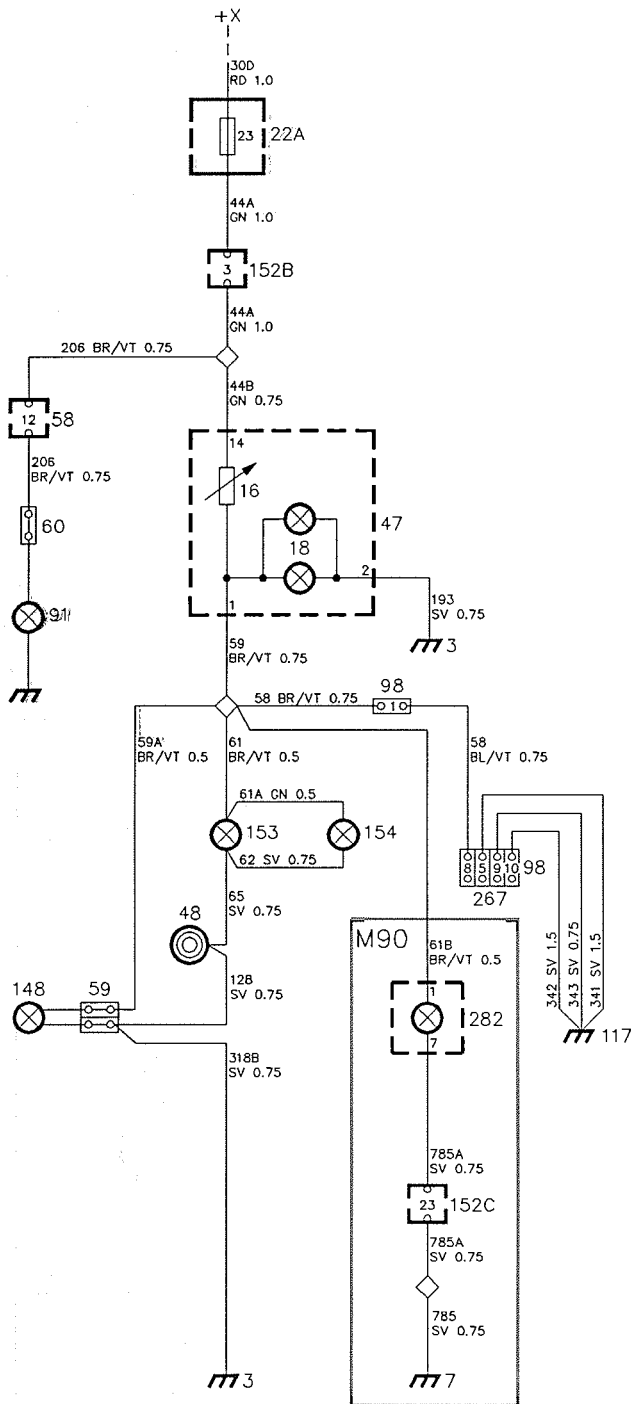 +X
30D
RD 1.0
23
22A
44A
GN 1.0
3
152B
44A
GN 1.0
206 BR/VT 0.75
44B
GN 0.75
12
58
14
206
BR/VT 0.75
16
47
60
18
2
91
1
193
SV 0.75
3
59
BR/VT 0.75
58 BR/VT 0.75
98
1
59A
BR/VT 0.5
61
BR/VT 0.5
58
BL/VT 0.75
61A GN 0.5
153
154
62 SV 0.75
8 5 9 10
98
267
65
SV 0.75
48
M90
61B
BR/VT 0.5
342 SV 1.5
343 SV 0.75
341 SV 1.5
12B
SV 0.75
1
148
59
282
117
7
318B
SV 0.75
785A
SV 0.75
23
152C
785A
SV 0.75
785
SV 0.75
3
7